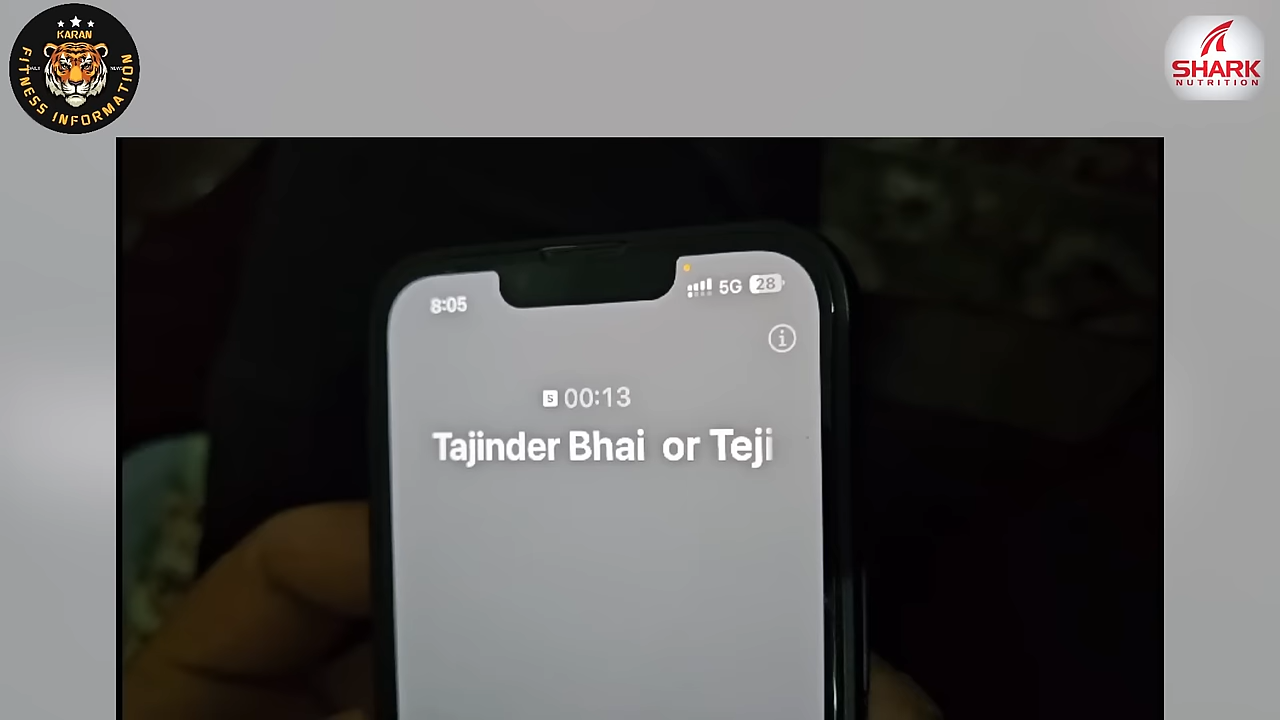 KARAN
FITNESS INFORMATION
SHARK
NUTRITION
8:05
5G 28
S 00:13
Tajinder Bhai or Teji